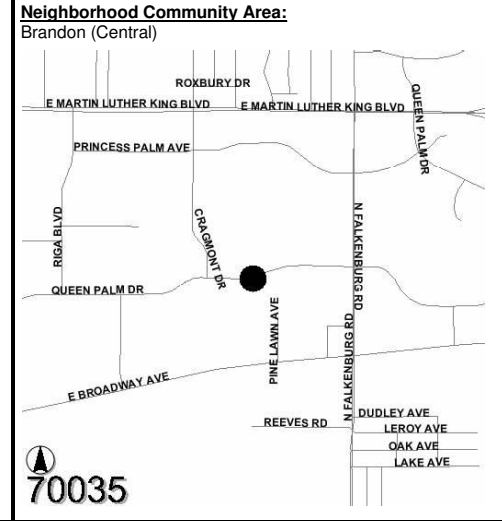 Neighborhood Community Area:
Brandon (Central)
ROXBURY DR
E MARTIN LUTHER KING BLVD
E MARTIN LUTHER KING BLVD
QUEEN PALM DR
PRINCESS PALM AVE
RIGA BLVD
CRAGMONT DR
N FALKENBURG RD
QUEEN PALM DR
PINE LAWN AVE
N FALKENBURG RD
E BROADWAY AVE
REEVES RD
DUDLEY AVE
LEROY AVE
OAK AVE
LAKE AVE
70035